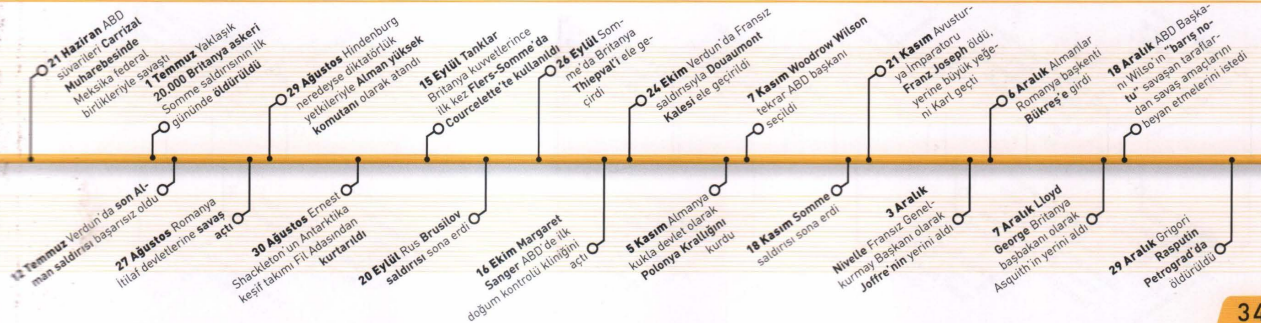 21 Haziran ABD
süvarileri Carrizal
Muharebesinde
Meksika federal
birlikleriyle savaştı
1 Temmuz Yaklaşık
20.000 Britanya askeri
Somme saldırısının ilk
gününde öldürüldü
12 Temmuz Verdun'da son Al-
man saldırısı başarısız oldu
27 Ağustos Romanya
İtilaf devletlerine savaş
açtı
29 Ağustos Hindenburg
neredeyse diktatörlük
yetkileriyle Alman yüksek
komutanı olarak alandı
30 Ağustos Ernest
Shackleton'un Antarktika
keşif takımı Fil Adasından
kurtarıldı
15 Eylül Tanklar
Britanya kuvvetlerince
ilk kez Flers-Somme'da
Courcelette'te Kullanıldı
20 Eylül Rus Brusilov
saldırısı sona erdi
26 Eylül Som-
me'da Britanya
Thiepval'i ele ge-
çirdi
16 Ekim Margaret
Sanger ABD'de ilk
doğum kontrolü kliniğini
açtı
24 Ekim Verdun'da Fransız
saldırısıyla Douaumont
Kalesi ele geçirildi
5 Kasım Almanya
kukla devlet olarak
Polonya Krallığını
kurdu
7 Kasım Woodrow Wilson
tekrar ABD başkanı
seçildi
18 Kasım Somme
saldırısı sona erdi
21 Kasım Avustur-
ya İmparatoru
Franz Joseph öldü,
yerine büyük yeğe-
ni Karl geçti
3 Aralık
Nivelle Fransız Genel-
kurmay Başkanı olarak
Joffre'nin yerini aldı
6 Aralık Almanlar
Romanya başkenti
Bükreş'e girdi
7 Aralık Lloyd
George Britanya
başbakanı olarak
Asquith'in yerini aldı
18 Aralık ABD Başka-
nı Wilso'ın "barış no-
tu" savaşan taraflar-
dan savaş amaçlarını
beyan etmelerini istedi
29 Aralık Grigori
Rasputin
Petrograd'da
öldürüldü
34